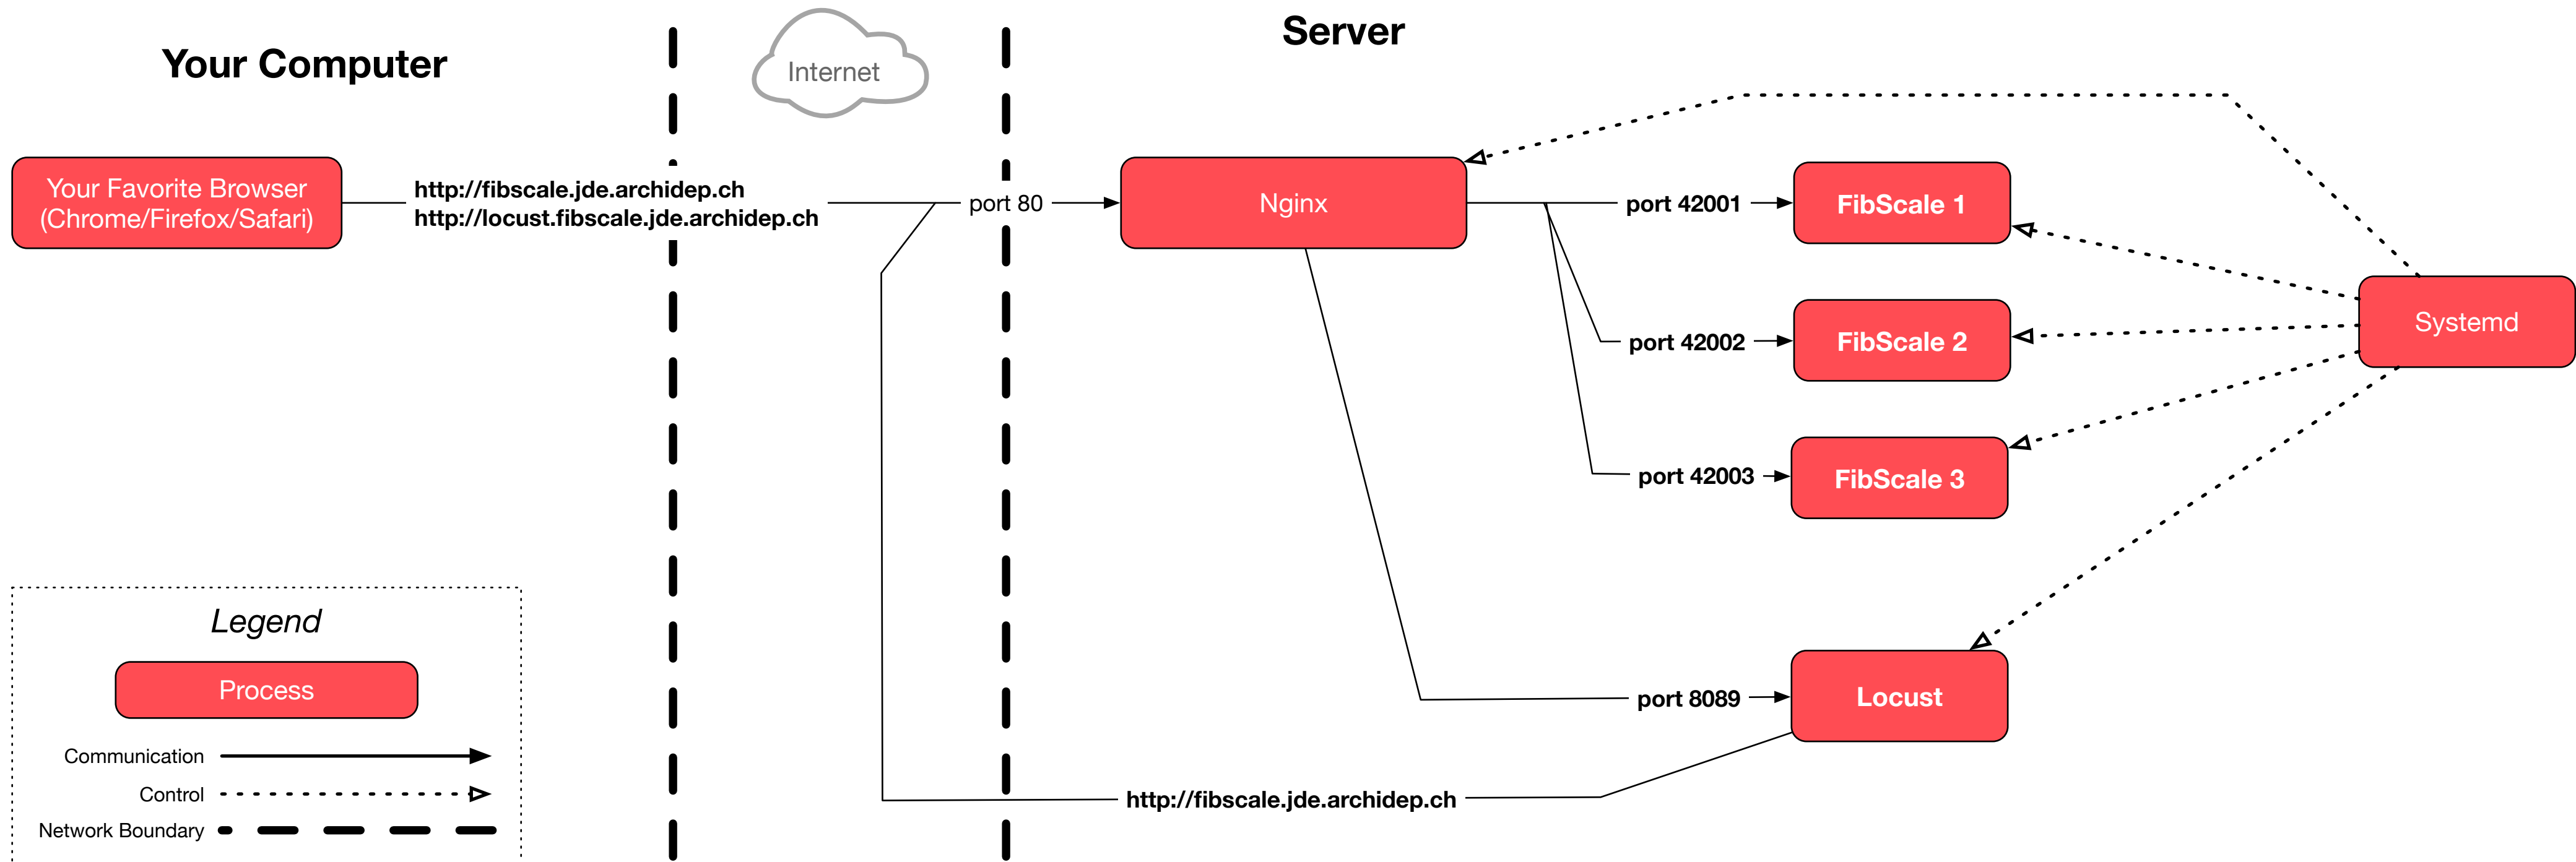 Your Computer
Internet
Server
Your Favorite Browser
(Chrome/Firefox/Safari)
http://fibscale.jde.archidep.ch
http://locust.fibscale.jde.archidep.ch
port 80
Nginx
port 42001
FibScale 1
port 42002
FibScale 2
Systemd
port 42003
FibScale 3
port 8089
Locust
http://fibscale.jde.archidep.ch
Legend
Process
Communication
Control
Network Boundary